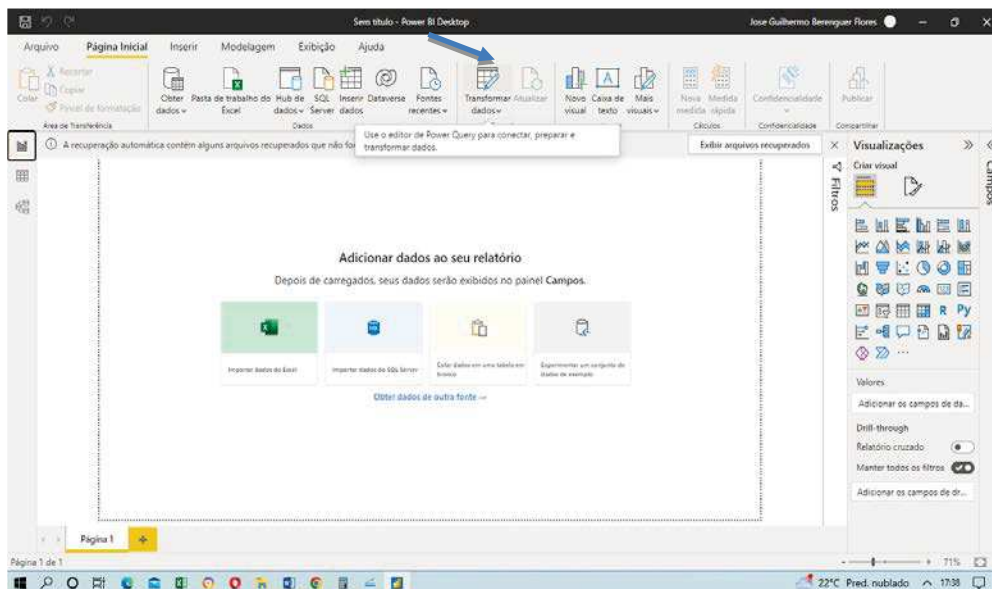 Sem título - Power BI Desktop
Jose Guilhermo Berenguer Flores
Arquivo Página Inicial Inserir Modelagem Exibição Ajuda
Colar
Recortar
Copiar
Pincel de formatação
Área de Transferência
Obter dados
Pasta de trabalho do Excel
Hub de dados
SQL Server
Inserir dados
Dataverse
Fontes recentes
Dados
Transformar dados
Atualizar
Novo visual
Caixa de texto
Mais visuais
Nova medida
Medida rápida
Cálculos
Confidencialidade
Confidencialidade
Publicar
Compartilhar
Use o editor de Power Query para conectar, preparar e
transformar dados.
A recuperação automática contém alguns arquivos recuperados que não
Exibir arquivos recuperados
Filtros
Visualizações
Campos
Criar visual
R Py
Valores
Adicionar os campos de da...
Drill-through
Relatório cruzado
Manter todos os filtros
Adicionar os campos de dr...
Adicionar dados ao seu relatório
Depois de carregados, seus dados serão exibidos no painel Campos.
Importar dados do Excel
Importar dados do SQL Server
Colar dados em uma tabela em
branco
Experimentar um conjunto de
dados de exemplo
Obter dados de outra fonte →
Página 1
Página 1 de 1
71%
22°C Pred. nublado 17:38